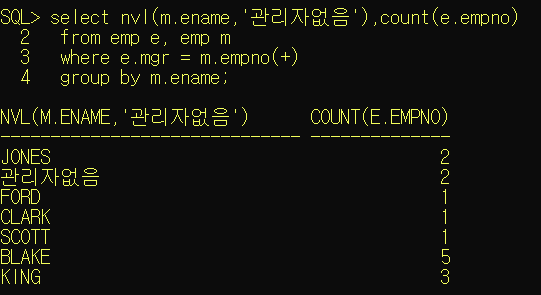 SQL> select nvl(m.ename,'관리자없음'),count(e.empno)
2 from emp e, emp m
3 where e.mgr = m.empno(+)
4 group by m.ename;
NVL(M.ENAME,'관리자없음') COUNT(E.EMPNO)
------------------------------ --------------
JONES 2
관리자없음 2
FORD 1
CLARK 1
SCOTT 1
BLAKE 5
KING 3